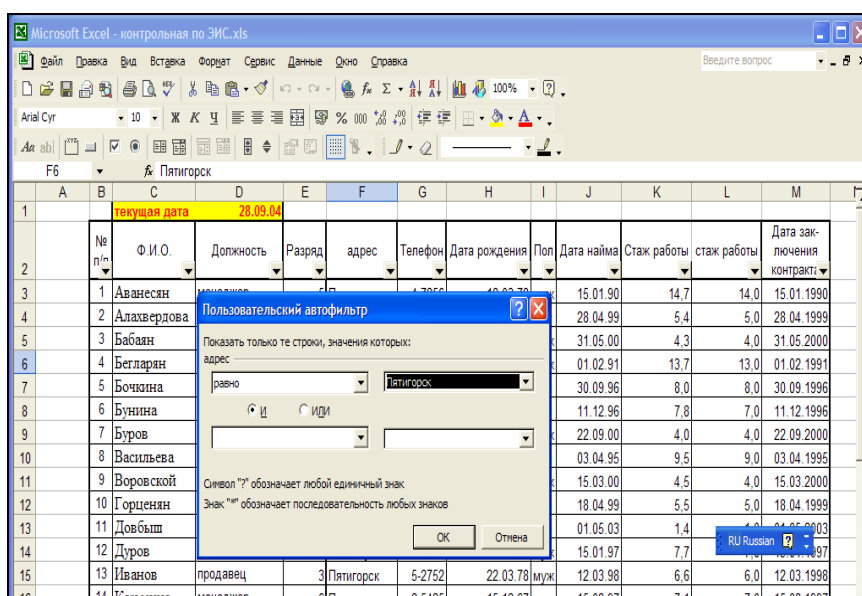 Microsoft Excel - контрольная по ЭИС.xls
Файл Правка Вид Вставка Формат Сервис Данные Окно Справка Введите вопрос
100%
Arial Cyr 10 Ж К Ч % 000
Aa ab|
F6 fx Пятигорск
A B C D E F G H I J K L M
1 текущая дата 28.09.04
2 № п/п Ф.И.О. Должность Разряд адрес Телефон Дата рождения Пол Дата найма Стаж работы стаж работы Дата зак-
лючения
контракта
3 1 Аванесян 15.01.90 14,7 14,0 15.01.1990
4 2 Алахвердова 28.04.99 5,4 5,0 28.04.1999
5 3 Бабаян 31.05.00 4,3 4,0 31.05.2000
6 4 Бегларян 01.02.91 13,7 13,0 01.02.1991
7 5 Бочкина 30.09.96 8,0 8,0 30.09.1996
8 6 Бунина 11.12.96 7,8 7,0 11.12.1996
9 7 Буров 22.09.00 4,0 4,0 22.09.2000
10 8 Васильева 03.04.95 9,5 9,0 03.04.1995
11 9 Воровской 15.03.00 4,5 4,0 15.03.2000
12 10 Горценян 18.04.99 5,5 5,0 18.04.1999
13 11 Довбыш 01.05.03 1,4
14 12 Дуров 15.01.97 7,7
15 13 Иванов продавец 3 Пятигорск 5-2752 22.03.78 муж 12.03.98 6,6 6,0 12.03.1998
Пользовательский автофильтр
Показать только те строки, значения которых:
адрес
равно Пятигорск
И ИЛИ
Символ "?" обозначает любой единичный знак
Знак "*" обозначает последовательность любых знаков
OK Отмена
RU Russian